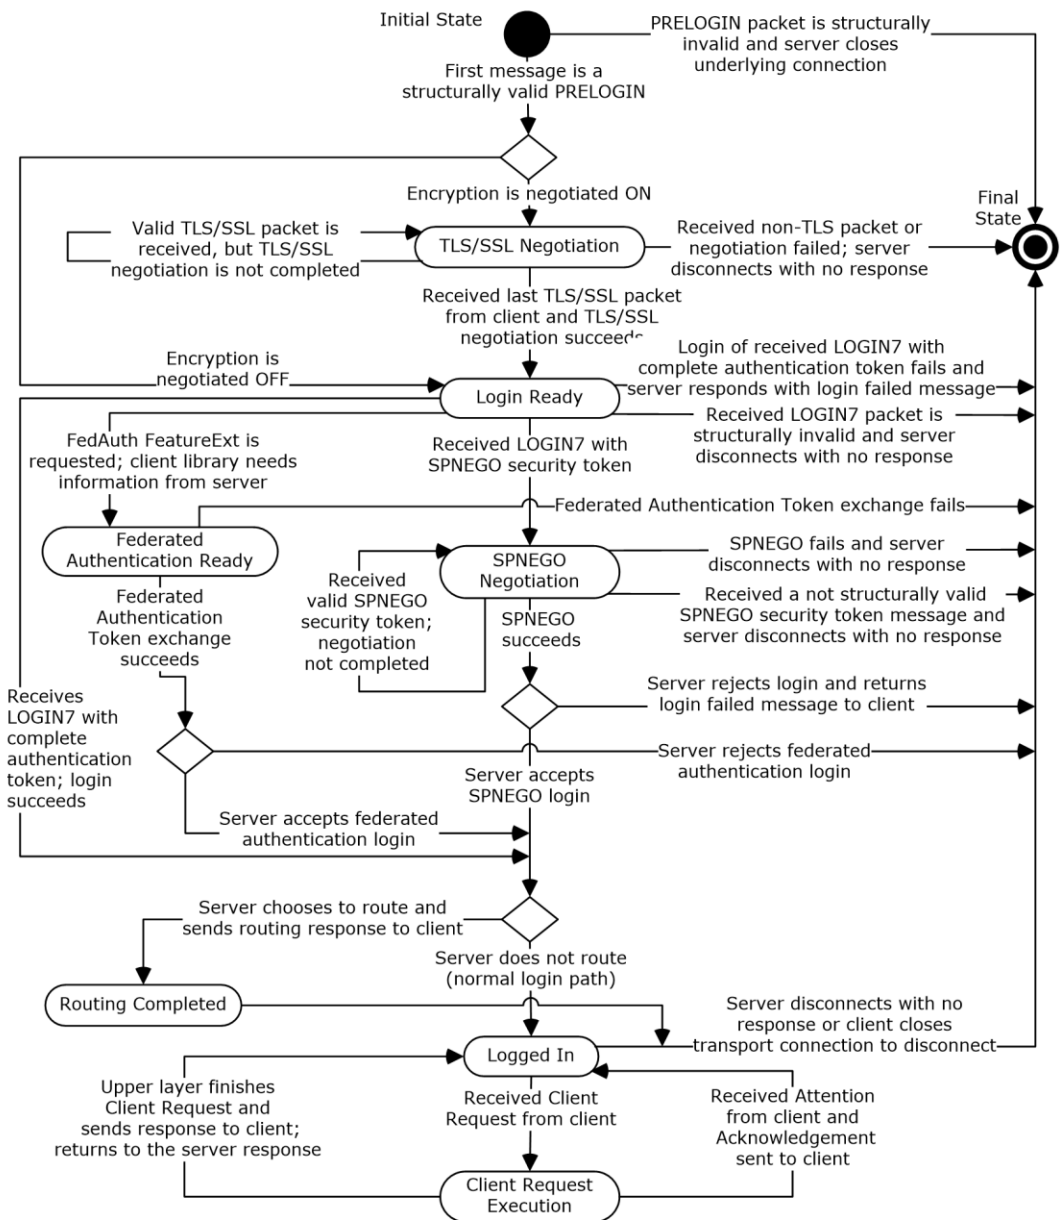 Initial State
PRELOGIN packet is structurally
invalid and server closes
underlying connection
First message is a
structurally valid PRELOGIN
Encryption is negotiated ON
Final
State
Valid TLS/SSL packet is
received, but TLS/SSL
negotiation is not completed
TLS/SSL Negotiation
Received non-TLS packet or
negotiation failed; server
disconnects with no response
Received last TLS/SSL packet
from client and TLS/SSL
negotiation succeeds
Encryption is
negotiated OFF
Login of received LOGIN7 with
complete authentication token fails and
server responds with login failed message
Login Ready
Received LOGIN7 packet is
structurally invalid and server
disconnects with no response
FedAuth FeatureExt is
requested; client library needs
information from server
Received LOGIN7 with
SPNEGO security token
Federated Authentication Token exchange fails
Federated
Authentication Ready
SPNEGO
Negotiation
SPNEGO fails and server
disconnects with no response
Received a not structurally valid
SPNEGO security token message and
server disconnects with no response
Received
valid SPNEGO
security token;
negotiation
not completed
SPNEGO
succeeds
Federated
Authentication
Token exchange
succeeds
Server rejects login and returns
login failed message to client
Receives
LOGIN7 with
complete
authentication
token; login
succeeds
Server rejects federated
authentication login
Server accepts
SPNEGO login
Server accepts federated
authentication login
Server chooses to route and
sends routing response to client
Server does not route
(normal login path)
Routing Completed
Server disconnects with no
response or client closes
transport connection to disconnect
Logged In
Upper layer finishes
Client Request and
sends response to client;
returns to the server response
Received Client
Request from client
Received Attention
from client and
Acknowledgement
sent to client
Client Request
Execution